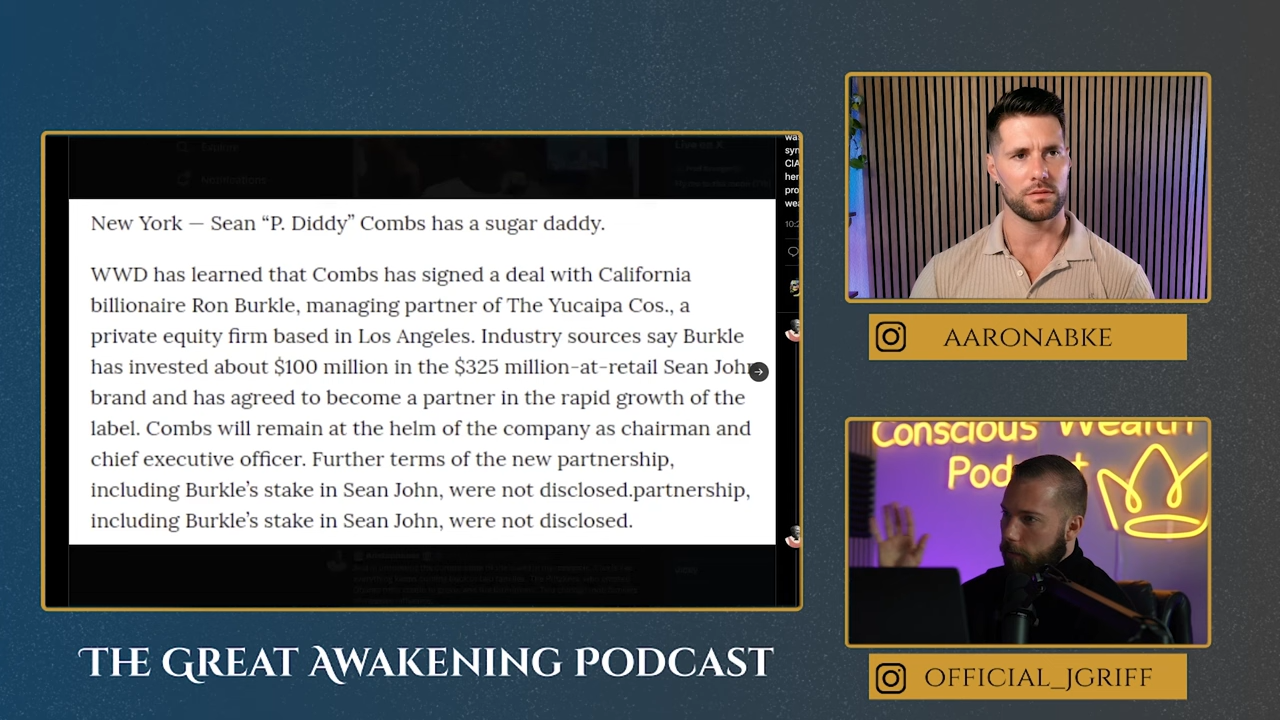 Explore
Notifications
Live on X
New York — Sean “P. Diddy” Combs has a sugar daddy.
WWD has learned that Combs has signed a deal with California
billionaire Ron Burkle, managing partner of The Yucaipa Cos., a
private equity firm based in Los Angeles. Industry sources say Burkle
has invested about $100 million in the $325 million-at-retail Sean John
brand and has agreed to become a partner in the rapid growth of the
label. Combs will remain at the helm of the company as chairman and
chief executive officer. Further terms of the new partnership,
including Burkle’s stake in Sean John, were not disclosed.partnership,
including Burkle’s stake in Sean John, were not disclosed.
THE GREAT AWAKENING PODCAST
AARONABKE
Conscious Wealth
Podcast
OFFICIAL_JGRIFF